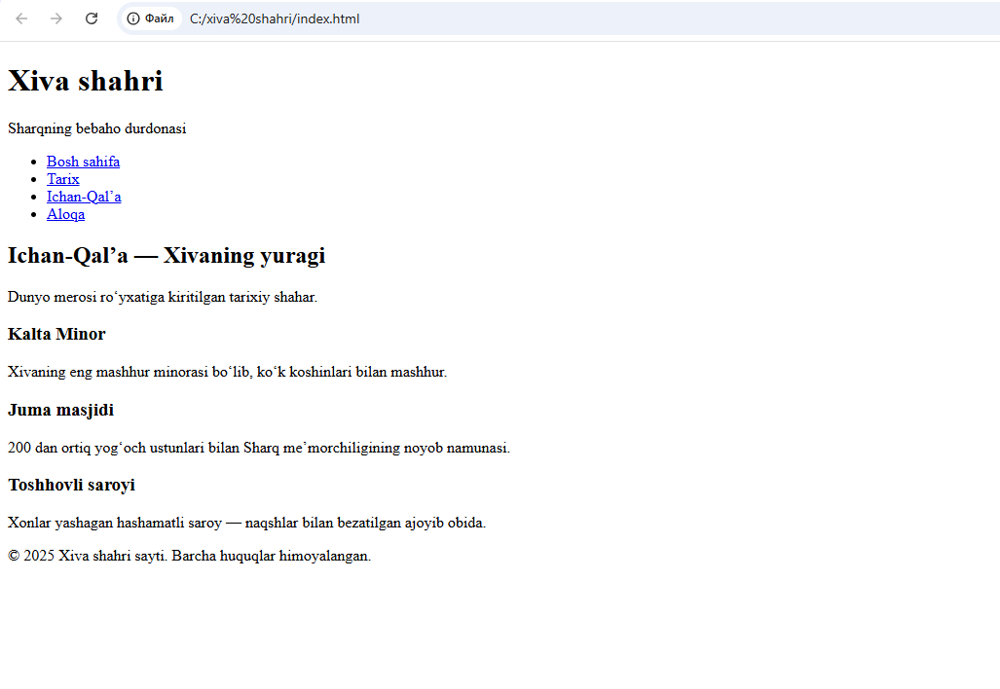 Файл C:/xiva%20shahri/index.html
Xiva shahri
Sharqning bebaho durdonasi
Bosh sahifa
Tarix
Ichan-Qal’a
Aloqa
Ichan-Qal’a — Xivaning yuragi
Dunyo merosi ro‘yxatiga kiritilgan tarixiy shahar.
Kalta Minor
Xivaning eng mashhur minorasi bo‘lib, ko‘k koshinlari bilan mashhur.
Juma masjidi
200 dan ortiq yog‘och ustunlari bilan Sharq me’morchiligining noyob namunasi.
Toshhovli saroyi
Xonlar yashagan hashamatli saroy — naqshlar bilan bezatilgan ajoyib obida.
© 2025 Xiva shahri sayti. Barcha huquqlar himoyalangan.